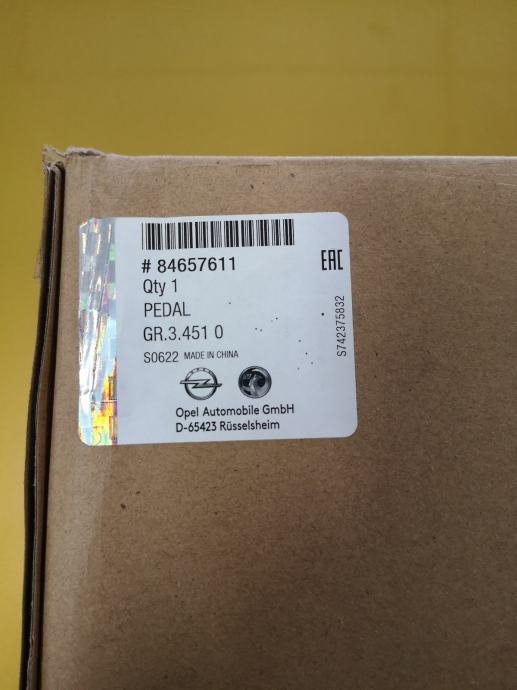 # 84657611
Qty 1
PEDAL
GR.3.451 0
S0622 MADE IN CHINA
Opel Automobile GmbH
D-65423 Rüsselsheim
EAC
S742375832